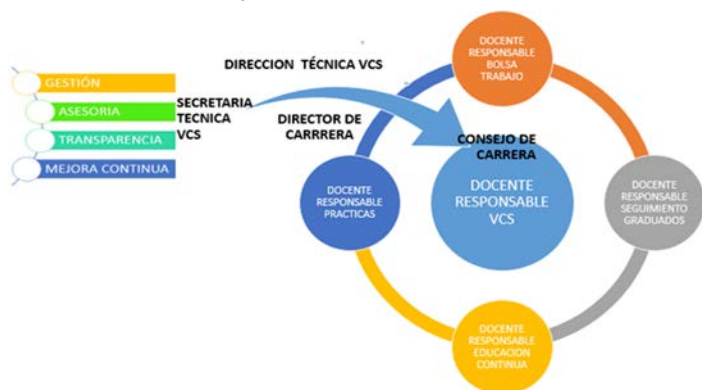 GESTIÓN
ASESORIA
TRANSPARENCIA
MEJORA CONTINUA
SECRETARIA
TECNICA
VCS
DIRECCION TÉCNICA VCS
DIRECTOR DE
CARRRERA
CONSEJO DE
CARRERA
DOCENTE
RESPONSABLE
VCS
DOCENTE
RESPONSABLE
BOLSA
TRABAJO
DOCENTE
RESPONSABLE
PRACTICAS
DOCENTE
RESPONSABLE
SEGUIMIENTO
GRADUADOS
DOCENTE
RESPONSABLE
EDUCACION
CONTINUA